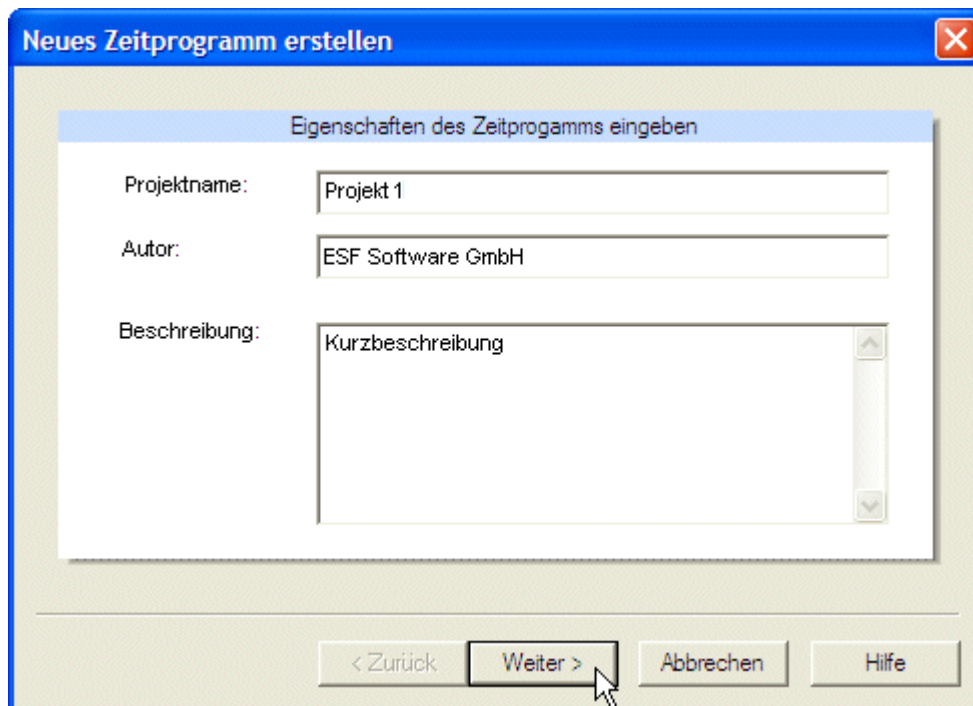 Neues Zeitprogramm erstellen
Eigenschaften des Zeitprogamms eingeben
Projektname:
Projekt 1
Autor:
ESF Software GmbH
Beschreibung:
Kurzbeschreibung
< Zurück
Weiter >
Abbrechen
Hilfe